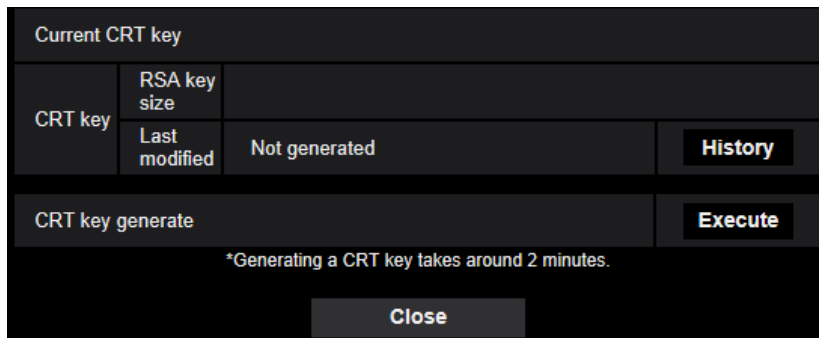 Current CRT key
CRT key
RSA key
size
Last
modified
Not generated
History
CRT key generate
Execute
*Generating a CRT key takes around 2 minutes.
Close